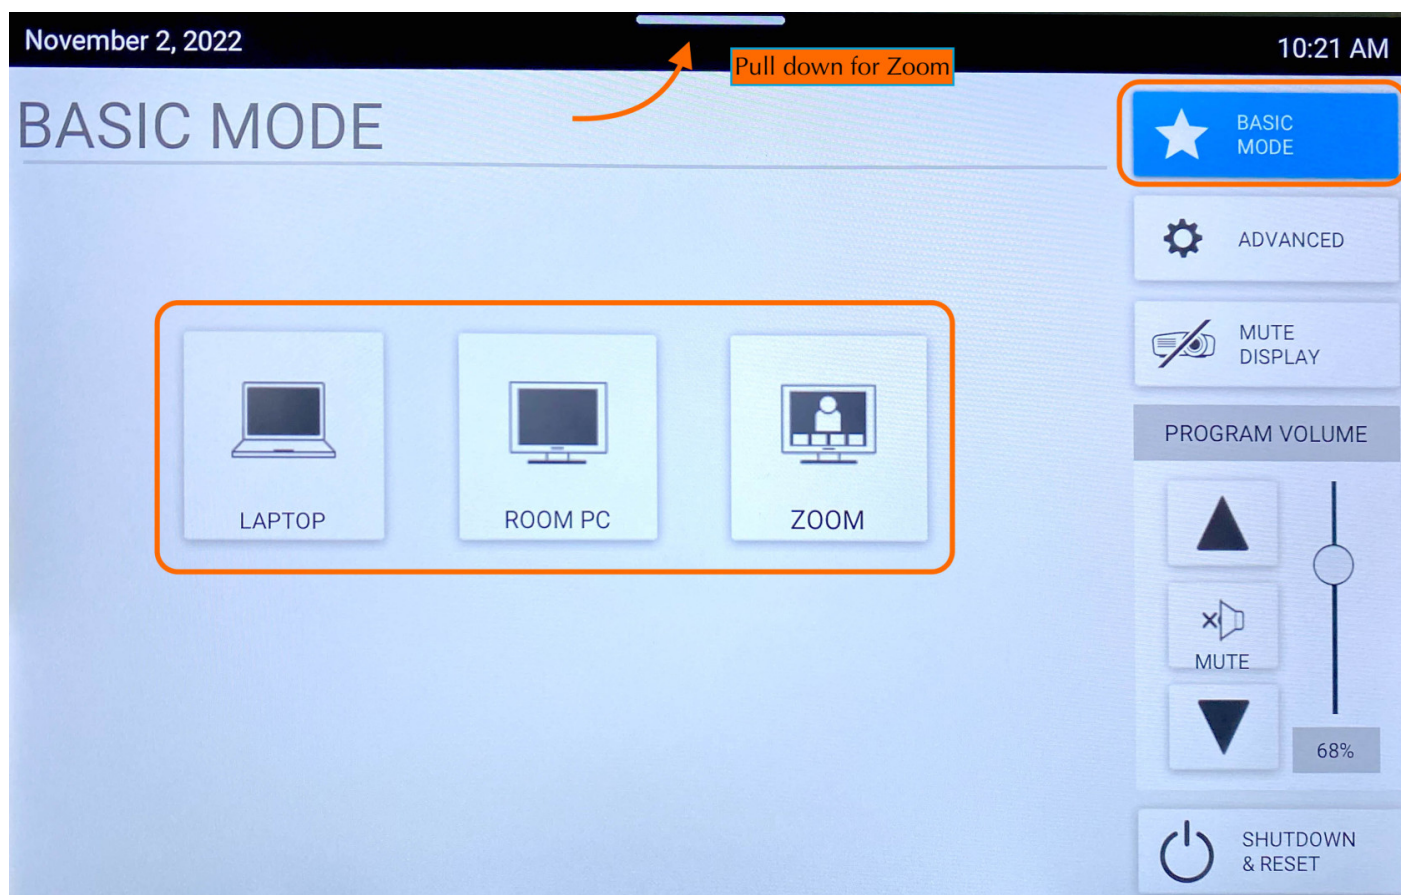 November 2, 2022
Pull down for Zoom
10:21 AM
BASIC MODE
BASIC
MODE
ADVANCED
MUTE
DISPLAY
LAPTOP
ROOM PC
ZOOM
PROGRAM VOLUME
MUTE
68%
SHUTDOWN
& RESET